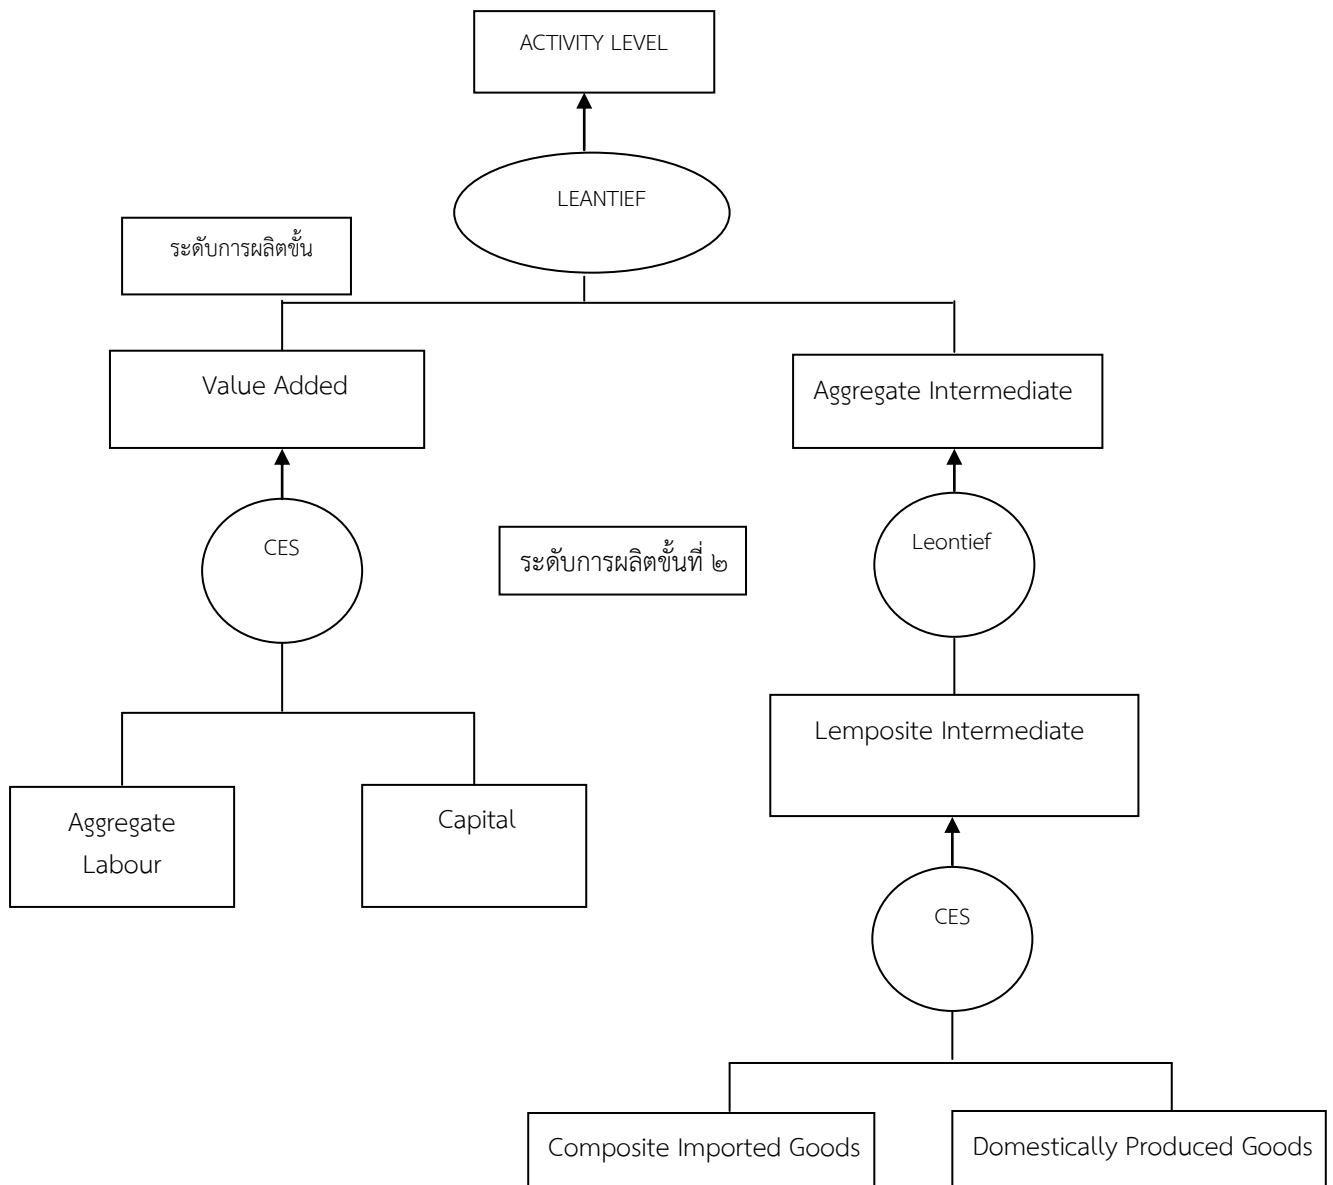 ACTIVITY LEVEL
LEANTIEF
ระดับการผลิตขั้น
Value Added
Aggregate Intermediate
CES
ระดับการผลิตขั้นที่ ๒
Leontief
Lemposite Intermediate
Aggregate
Labour
Capital
CES
Composite Imported Goods
Domestically Produced Goods